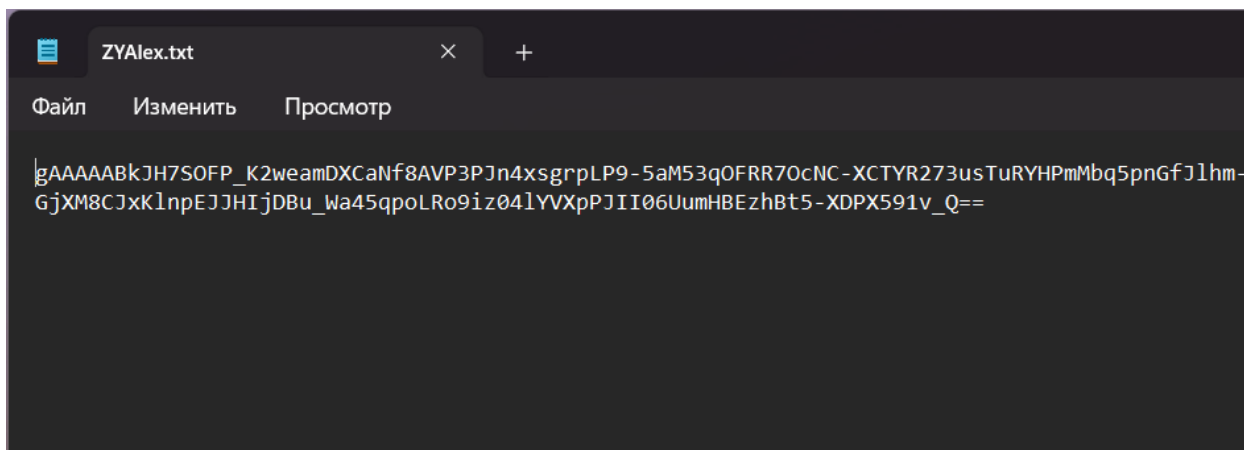 ZYAlex.txt
Файл Изменить Просмотр
gAAAAABkJH7SOFP_K2weamDXCaNf8AVP3PJn4xsgrpLP9-5aM53qOFRR7OcNC-XCTYR273usTuRYHPmMbq5pnGfJlhm-
GjXM8CJxKlnpEJJHIjDBu_Wa45qpoLRo9iz04lYVXpPJII06UumHBEzhBt5-XDPX591v_Q==